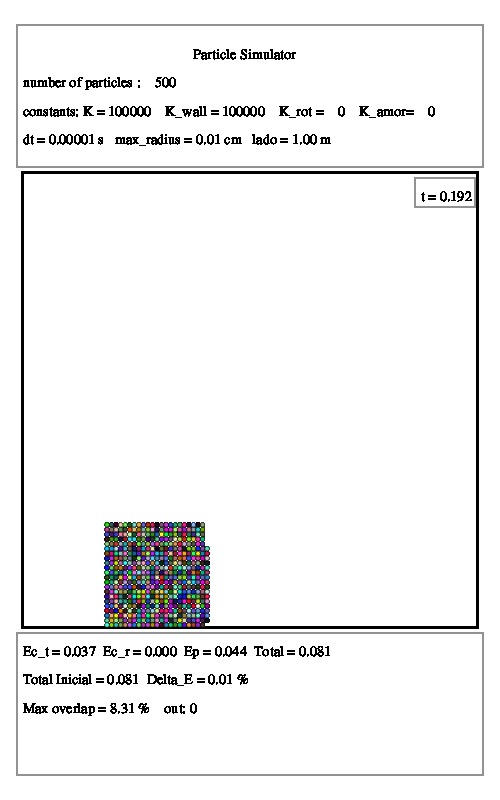 Particle Simulator
number of particles : 500
constants: K = 100000 K_wall = 100000 K_rot = 0 K_amor= 0
dt = 0.00001 s max_radius = 0.01 cm lado = 1.00 m
t = 0.192
Ec_t = 0.037 Ec_r = 0.000 Ep = 0.044 Total = 0.081
Total Inicial = 0.081 Delta_E = 0.01 %
Max overlap = 8.31 % out: 0